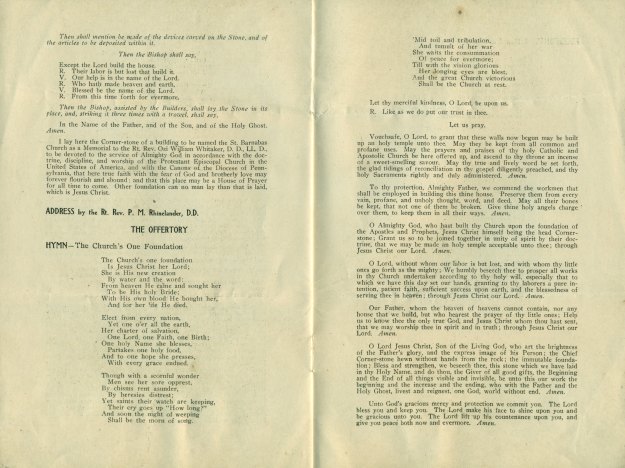 Then shall mention be made of the devices carved on the Stone, and of
the articles to be deposited within it.
Then the Bishop shall say,
Except the Lord build the house.
R. Their labor is but lost that build it.
V. Our help is in the name of the Lord.
R. Who hath made heaven and earth.
V. Blessed be the name of the Lord.
R. From this time forth for evermore.
Then the Bishop, assisted by the Builders, shall lay the Stone in its
place, and, striking it three times with a trowel, shall say,
In the Name of the Father, and of the Son, and of the Holy Ghost.
Amen.
I lay here the Corner-stone of a building to be named the St. Barnabas
Church as a Memorial to the Rt. Rev. Ozi William Whitaker, D. D., LL. D.,
to be devoted to the service of Almighty God in accordance with the doc-
trine, discipline, and worship of the Protestant Episcopal Church in the
United States of America, and with the Canons of the Diocese of Penn-
sylvania, that here true faith with the fear of God and brotherly love may
forever flourish and abound; and that this place may be a House of Prayer
for all time to come. Other foundation can no man lay than that is laid,
which is Jesus Christ.
ADDRESS by the Rt. Rev. P. M. Rhinelander, D.D.
THE OFFERTORY
HYMN—The Church's One Foundation
The Church's one foundation
Is Jesus Christ her Lord;
She is His new creation
By water and the word:
From heaven He came and sought her
To be His holy Bride;
With His own blood He bought her,
And for her life He died.
Elect from every nation,
Yet one o'er all the earth,
Her charter of salvation,
One Lord, one Faith, one Birth;
One holy Name she blesses,
Partakes one holy food,
And to one hope she presses,
With every grace endued.
Though with a scornful wonder
Men see her sore opprest,
By chisms rent asunder,
By heresies distrest;
Yet saints their watch are keeping,
Their cry goes up "How long?"
And soon the night of weeping
Shall be the morn of song.
'Mid toil and tribulation,
And tumult of her war
She waits the consummation
Of peace for evermore;
Till with the vision glorious
Her longing eyes are blest,
And the great Church victorious
Shall be the Church at rest.
Let thy merciful kindness, O Lord, be upon us.
R. Like as we do put our trust in thee.
Let us pray.
Vouchsafe, O Lord, to grant that these walls now begun may be built
up an holy temple unto thee. May they be kept from all common and
profane uses. May the prayers and praises of thy holy Catholic and
Apostolic Church be here offered up, and ascend to thy throne an incense
of a sweet-smelling savour. May thy true and lively word be set forth,
the glad tidings of reconciliation in thy gospel diligently preached, and thy
holy Sacraments rightly and duly administered. Amen.
To thy protection, Almighty Father, we commend the workmen that
shall be employed in building this thine house. Preserve them from every
vain, profane, and unholy thought, word, and deed. May all their bones
be kept, that not one of them be broken. Give thine holy angels charge
over them, to keep them in all their ways. Amen.
O Almighty God, who hast built thy Church upon the foundation of
the Apostles and Prophets, Jesus Christ himself being the head Corner-
stone; Grant us so to be joined together in unity of spirit by their doc-
trine, that we may be made an holy temple acceptable unto thee; through
Jesus Christ our Lord. Amen.
O Lord, without whom our labor is but lost, and with whom thy little
ones go forth as the mighty; We humbly beseech thee to prosper all works
in thy Church undertaken according to thy holy will, especially that to
which we have this day set our hands, granting to the laborers a pure in-
tention, patient faith, sufficient success upon earth, and the blessedness of
serving thee in heaven; through Jesus Christ our Lord. Amen.
Our Father, whom the heaven of heavens cannot contain, nor any
house that we build, but who hearest the prayer of thy little ones; Help
us to know thee the only true God, and Jesus Christ whom thou hast sent,
that we may worship thee in spirit and in truth; through Jesus Christ our
Lord. Amen.
O Lord Jesus Christ, Son of the Living God, who art the brightness
of the Father's glory, and the express image of his Person; the Chief
Corner-stone hewn without hands from the rock; the immutable founda-
tion; Bless and strengthen, we beseech thee, this stone which we have laid
in thy Holy Name, and do thou, the Giver of all good gifts, the Beginning
and the End of all things visible and invisible, be unto this our work the
beginning and the increase and the ending, who with the Father and the
Holy Ghost, livest and reignest, one God, world without end. Amen.
Unto God's gracious mercy and protection we commit you. The Lord
bless you and keep you. The Lord make his face to shine upon you and
be gracious unto you. The Lord lift up his countenance upon you, and
give you peace both now and evermore. Amen.